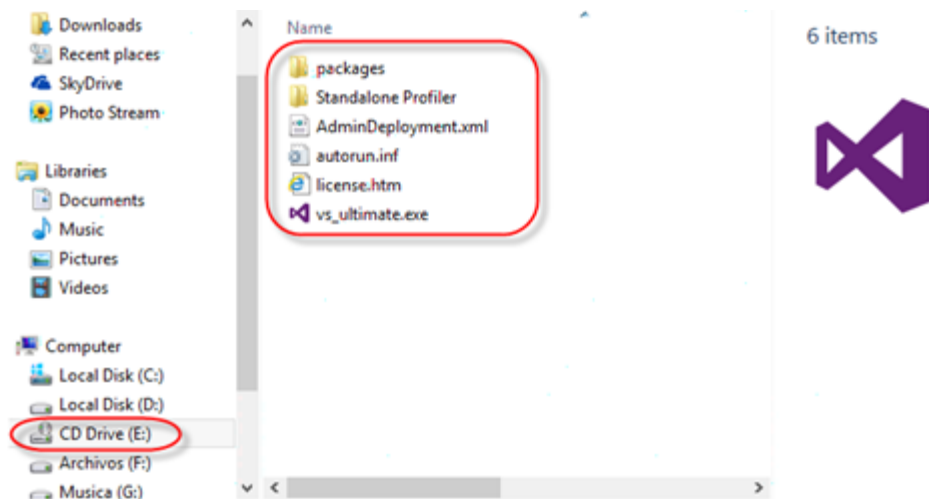 Downloads
Recent places
SkyDrive
Photo Stream
Libraries
Documents
Music
Pictures
Videos
Computer
Local Disk (C:)
Local Disk (D:)
CD Drive (E:)
Archivos (F:)
Musica (G:)
Name
packages
Standalone Profiler
AdminDeployment.xml
autorun.inf
license.htm
vs_ultimate.exe
6 items